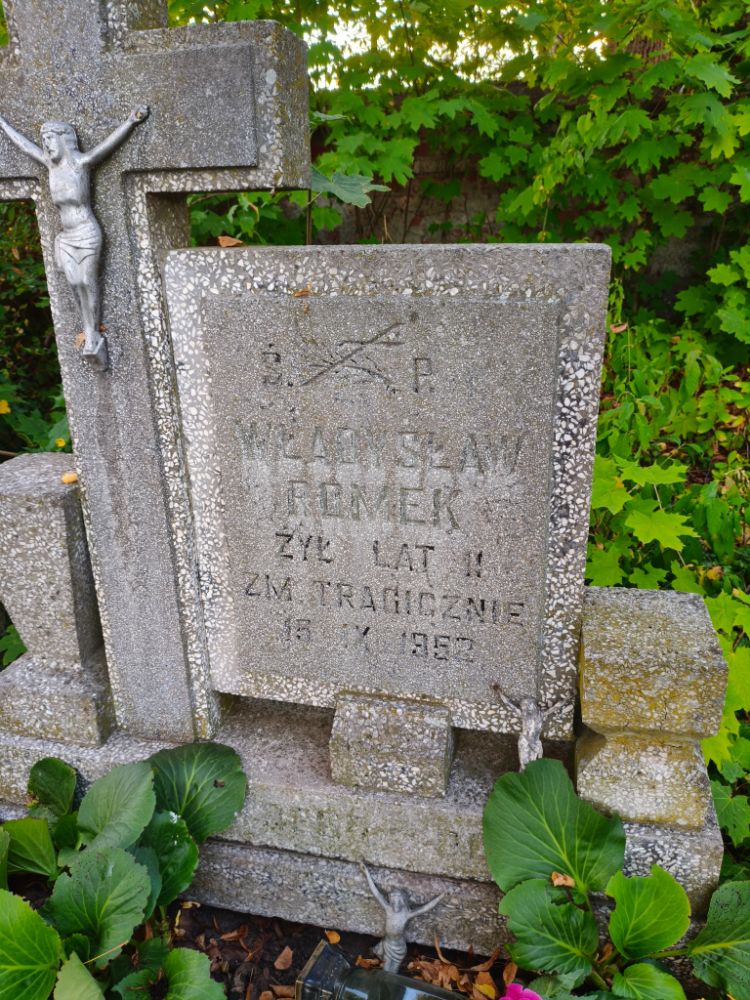 Ś. P.
WŁADYSŁAW
ROMEK
ŻYŁ LAT 11
ZM. TRAGICZNIE
15 IX 1952